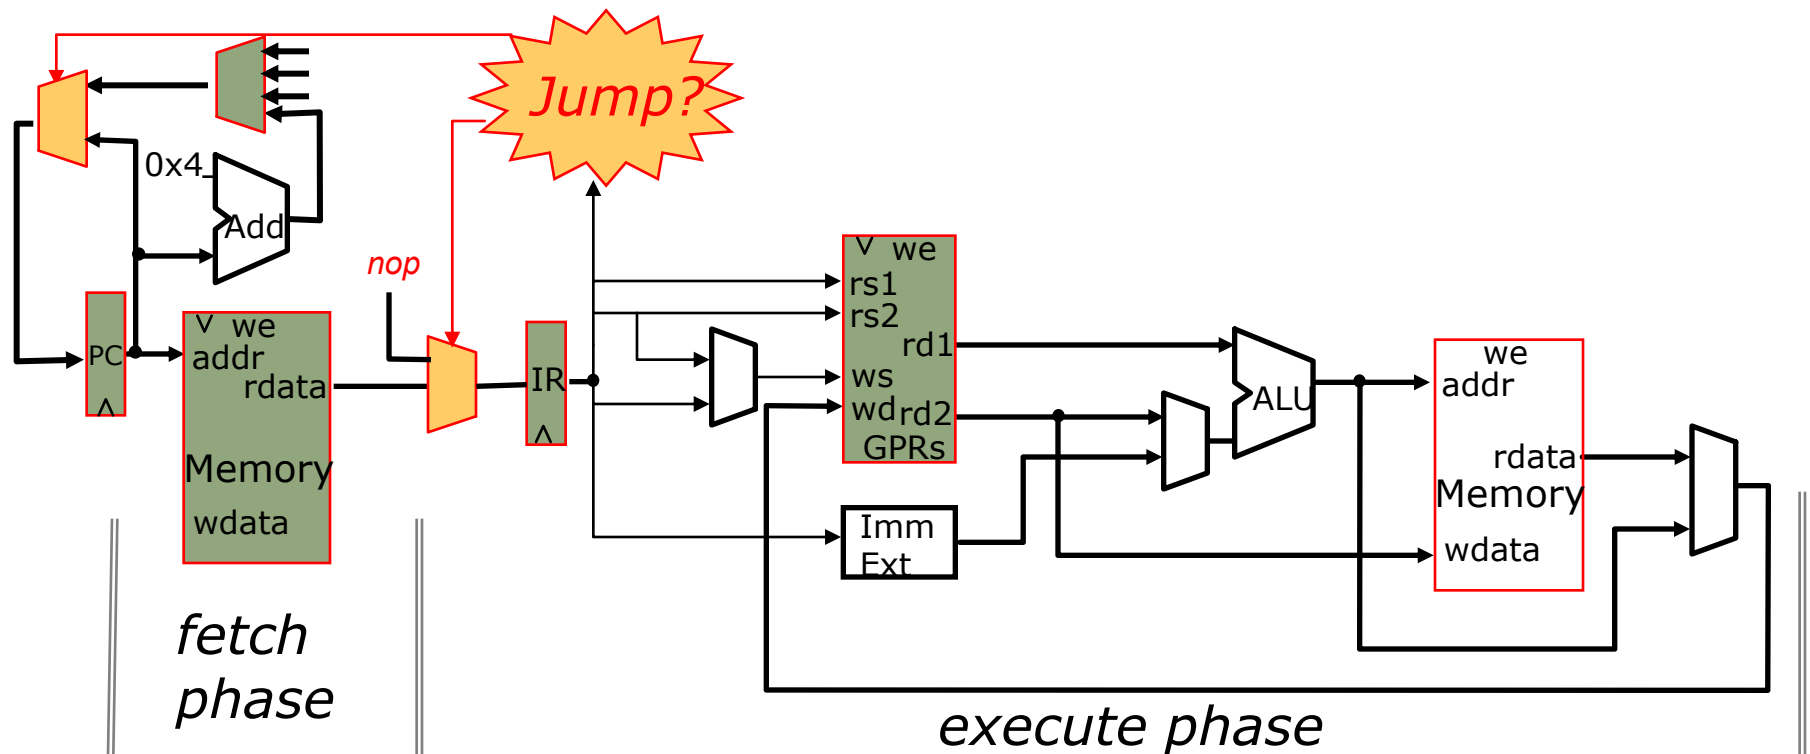 Jump?
0x4
Add
nop
PC
we
addr
rdata
Memory
wdata
IR
we
rs1
rs2
rd1
ws
wd rd2
GPRs
Imm
Ext
ALU
we
addr
rdata
Memory
wdata
fetch
phase
execute phase